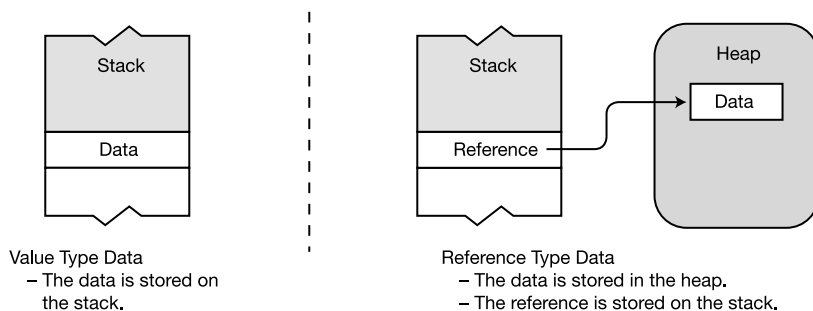 Stack
Data
Value Type Data
– The data is stored on
the stack.
Stack
Reference
Heap
Data
Reference Type Data
– The data is stored in the heap.
– The reference is stored on the stack.